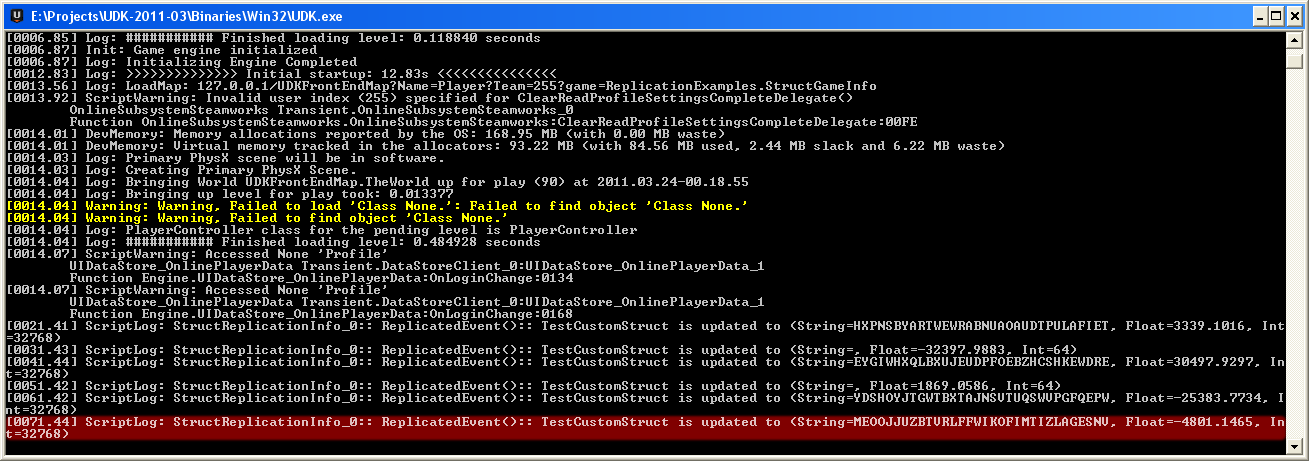 E:\Projects\UDK-2011-03\Binaries\Win32\UDK.exe
[0006.85] Log: ########### Finished loading level: 0.118840 seconds
[0006.87] Init: Game engine initialized
[0006.87] Log: Initializing Engine Completed
[0012.83] Log: >>>>>>>>>>>>>> Initial startup: 12.83s <<<<<<<<<<<<<<<
[0013.56] Log: LoadMap: 127.0.0.1/UDKFrontEndMap?Name=Player?Team=255?game=ReplicationExamples.StructGameInfo
[0013.92] ScriptWarning: Invalid user index (255) specified for ClearReadProfileSettingsCompleteDelegate()
OnlineSubsystemSteamworks Transient.OnlineSubsystemSteamworks_0
Function OnlineSubsystemSteamworks.OnlineSubsystemSteamworks:ClearReadProfileSettingsCompleteDelegate:00FE
[0014.01] DevMemory: Memory allocations reported by the OS: 168.95 MB (with 0.00 MB waste)
[0014.01] DevMemory: Virtual memory tracked in the allocators: 93.22 MB (with 84.56 MB used, 2.44 MB slack and 6.22 MB waste)
[0014.03] Log: Primary PhysX scene will be in software.
[0014.03] Log: Creating Primary PhysX Scene.
[0014.04] Log: Bringing World UDKFrontEndMap.TheWorld up for play (90) at 2011.03.24-00.18.55
[0014.04] Log: Bringing up level for play took: 0.013377
[0014.04] Warning: Warning, Failed to load 'Class None.': Failed to find object 'Class None.'
[0014.04] Warning: Warning, Failed to find object 'Class None.'
[0014.04] Log: PlayerController class for the pending level is PlayerController
[0014.04] Log: ########### Finished loading level: 0.484928 seconds
[0014.07] ScriptWarning: Accessed None 'Profile'
UIDataStore_OnlinePlayerData Transient.DataStoreClient_0:UIDataStore_OnlinePlayerData_1
Function Engine.UIDataStore_OnlinePlayerData:OnLoginChange:0134
[0014.07] ScriptWarning: Accessed None 'Profile'
UIDataStore_OnlinePlayerData Transient.DataStoreClient_0:UIDataStore_OnlinePlayerData_1
Function Engine.UIDataStore_OnlinePlayerData:OnLoginChange:0168
[0021.41] ScriptLog: StructReplicationInfo_0:: ReplicatedEvent():: TestCustomStruct is updated to (String=HXPNSBYARTWEWRABNUAOAUDTPULAFIET, Float=3339.1016, Int
=32768)
[0031.43] ScriptLog: StructReplicationInfo_0:: ReplicatedEvent():: TestCustomStruct is updated to (String=, Float=-32397.9883, Int=64)
[0041.44] ScriptLog: StructReplicationInfo_0:: ReplicatedEvent():: TestCustomStruct is updated to (String=EYGIWHXQLBXUJEUDPFOEBZHCSHKEWDRE, Float=30497.9297, In
t=32768)
[0051.42] ScriptLog: StructReplicationInfo_0:: ReplicatedEvent():: TestCustomStruct is updated to (String=, Float=1869.0586, Int=64)
[0061.42] ScriptLog: StructReplicationInfo_0:: ReplicatedEvent():: TestCustomStruct is updated to (String=YDSHOYJTGWTBXTAJNSVTUQSWUPGFQEPW, Float=-25383.7734, I
nt=32768)
[0071.44] ScriptLog: StructReplicationInfo_0:: ReplicatedEvent():: TestCustomStruct is updated to (String=MEOOJJUZBTVRLFFWIKOFIMTIZLAGESNV, Float=-4801.1465, In
t=32768)